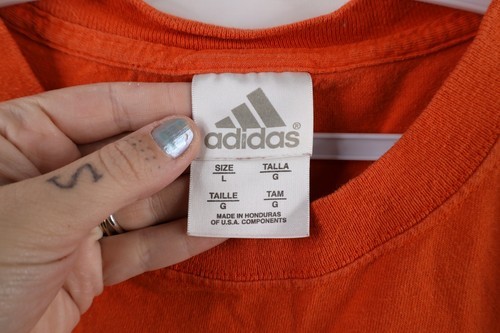 S
adidas®
SIZE TALLA
L G
TAILLE TAM
G G
MADE IN HONDURAS
OF U.S.A. COMPONENTS